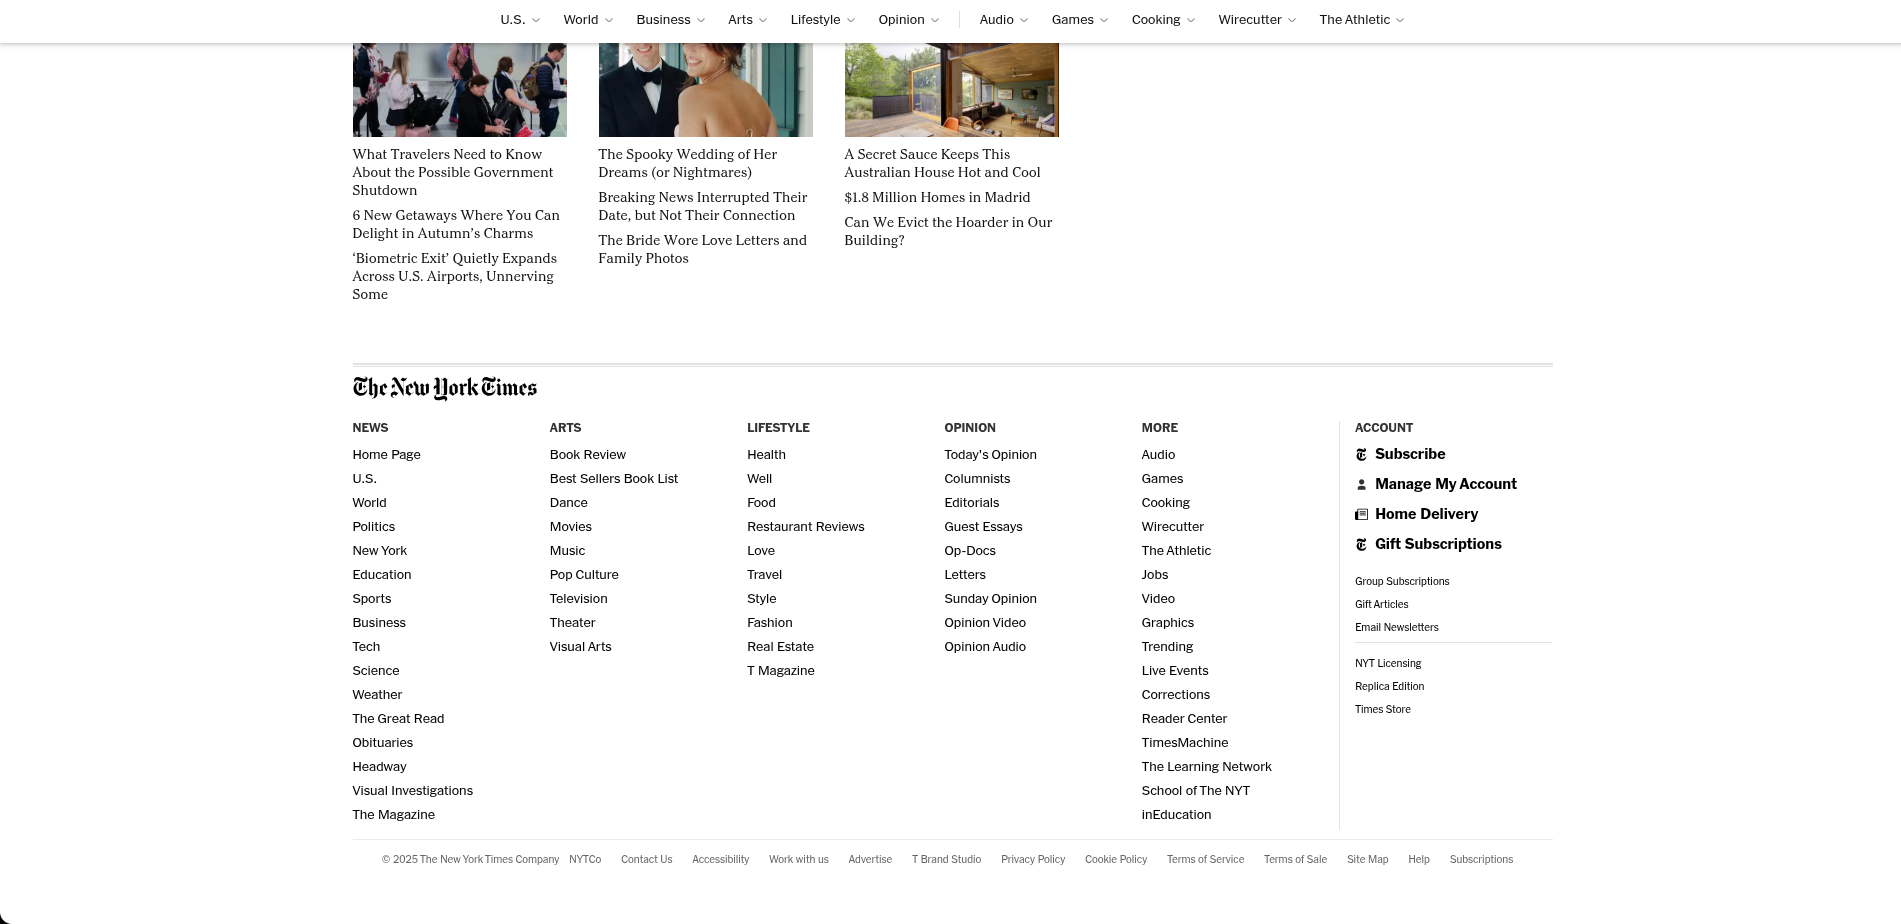 U.S. World Business Arts Lifestyle Opinion Audio Games Cooking Wirecutter The Athletic
What Travelers Need to Know
About the Possible Government
Shutdown
6 New Getaways Where You Can
Delight in Autumn’s Charms
‘Biometric Exit’ Quietly Expands
Across U.S. Airports, Unnerving
Some
The Spooky Wedding of Her
Dreams (or Nightmares)
Breaking News Interrupted Their
Date, but Not Their Connection
The Bride Wore Love Letters and
Family Photos
A Secret Sauce Keeps This
Australian House Hot and Cool
$1.8 Million Homes in Madrid
Can We Evict the Hoarder in Our
Building?
The New York Times
NEWS
Home Page
U.S.
World
Politics
New York
Education
Sports
Business
Tech
Science
Weather
The Great Read
Obituaries
Headway
Visual Investigations
The Magazine
ARTS
Book Review
Best Sellers Book List
Dance
Movies
Music
Pop Culture
Television
Theater
Visual Arts
LIFESTYLE
Health
Well
Food
Restaurant Reviews
Love
Travel
Style
Fashion
Real Estate
T Magazine
OPINION
Today's Opinion
Columnists
Editorials
Guest Essays
Op-Docs
Letters
Sunday Opinion
Opinion Video
Opinion Audio
MORE
Audio
Games
Cooking
Wirecutter
The Athletic
Jobs
Video
Graphics
Trending
Live Events
Corrections
Reader Center
TimesMachine
The Learning Network
School of The NYT
inEducation
ACCOUNT
Subscribe
Manage My Account
Home Delivery
Gift Subscriptions
Group Subscriptions
Gift Articles
Email Newsletters
NYT Licensing
Replica Edition
Times Store
© 2025 The New York Times Company NYTCo Contact Us Accessibility Work with us Advertise T Brand Studio Privacy Policy Cookie Policy Terms of Service Terms of Sale Site Map Help Subscriptions